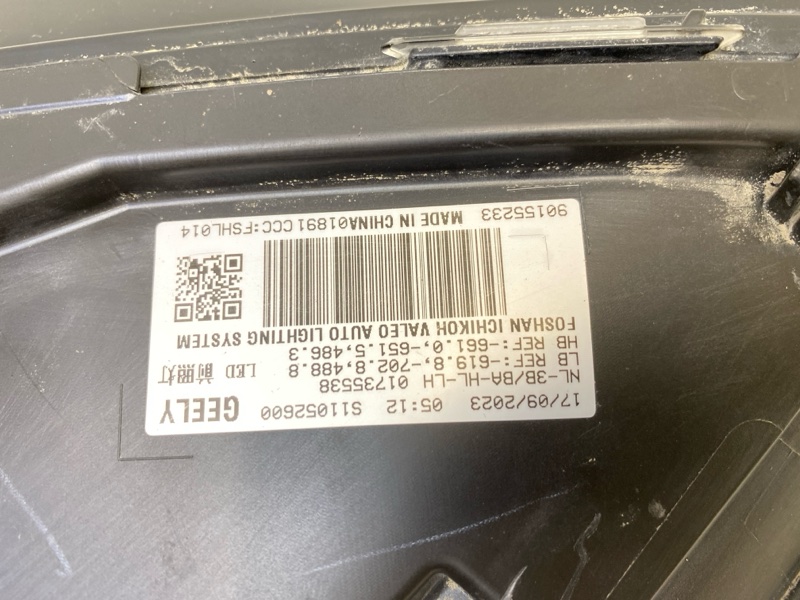 17/09/2023 05:12 S11052600 GEELY
NL-3B/BA-HL-LH 01735538
LB REF:-619.8,-702.8,488.8 LED 前照灯
HB REF:-661.0,-651.5,486.3
FOSHAN ICHIKOH VALEO AUTO LIGHTING SYSTEM
90155233 MADE IN CHINA01891 CCC:FSHL014